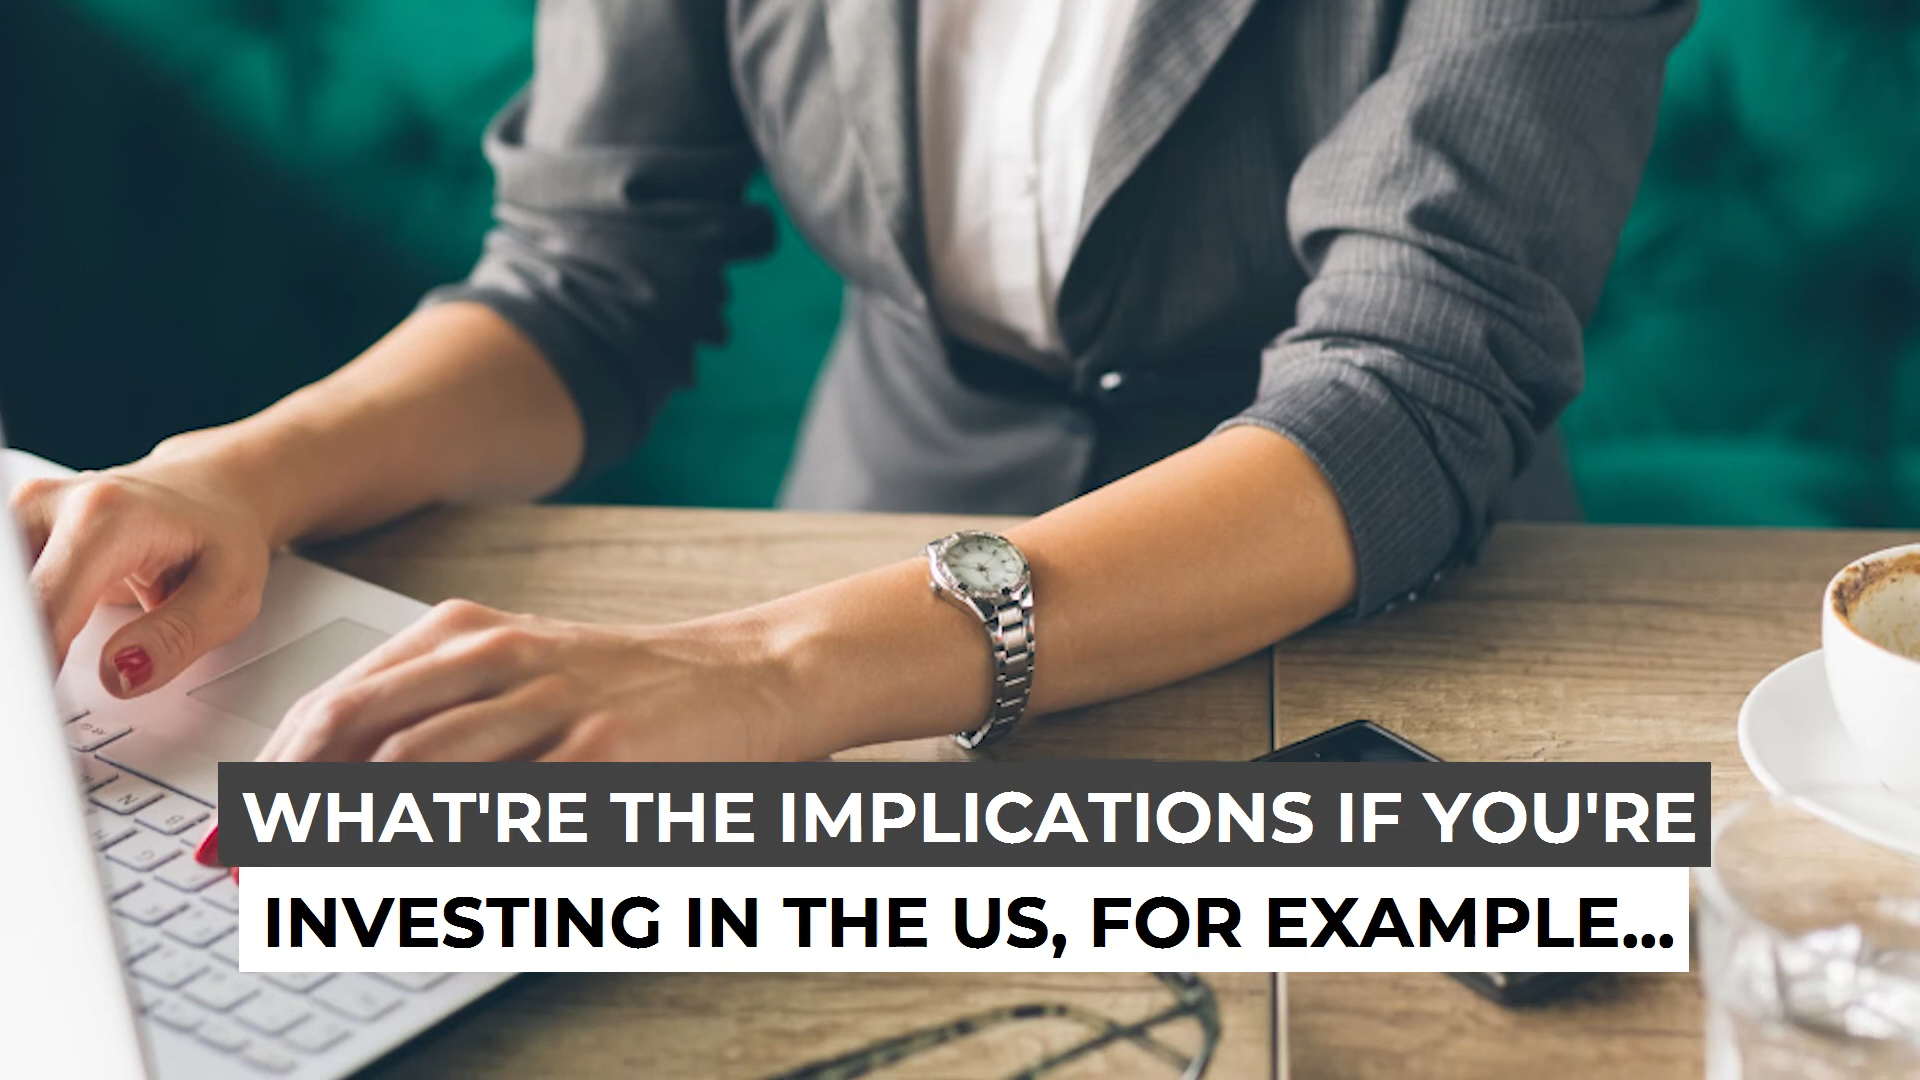 WHAT'RE THE IMPLICATIONS IF YOU'RE
INVESTING IN THE US, FOR EXAMPLE...